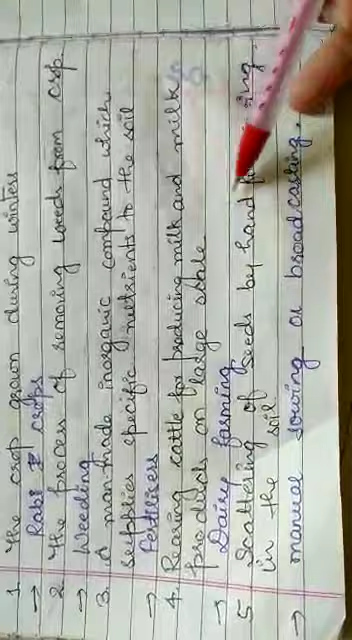 1. The crop grown during winters
→ Rabi crops
2. The process of removing weeds from crop.
→ Weeding
3. A man-made inorganic compound which
supplies specific nutrients to the soil
→ Fertilizers
4. Rearing cattle for producing milk and milk
products on large scale.
→ Dairy farming
5. Scattering of seeds by hand ing.
in the soil
→ manual sowing or broadcasting.